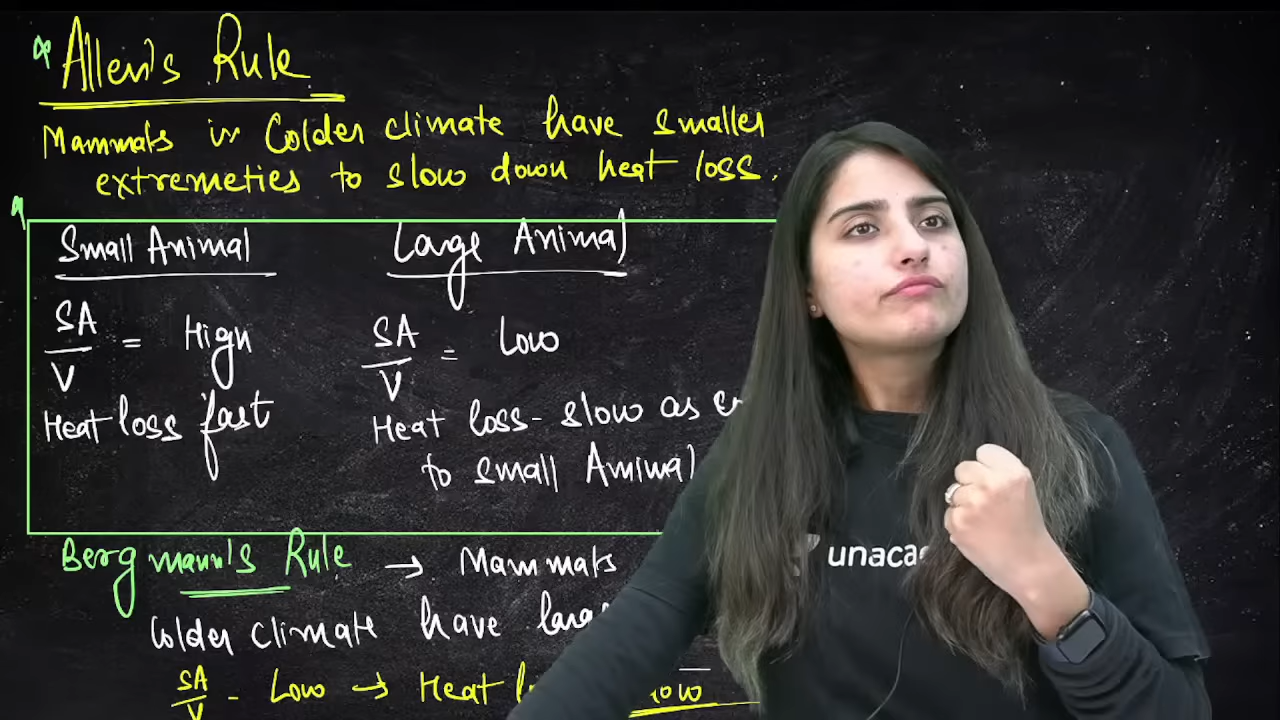 Allen's Rule
Mammals in Colder climate have smaller
extremeties to slow down heat loss.
Small Animal
Large Animal
SA
V
= High
SA
V
= Low
Heat loss fast
Heat loss - slow as
to small Animal
Bergmann's Rule → Mammals
Colder climate have
SA
V
- Low → Heat
unaca